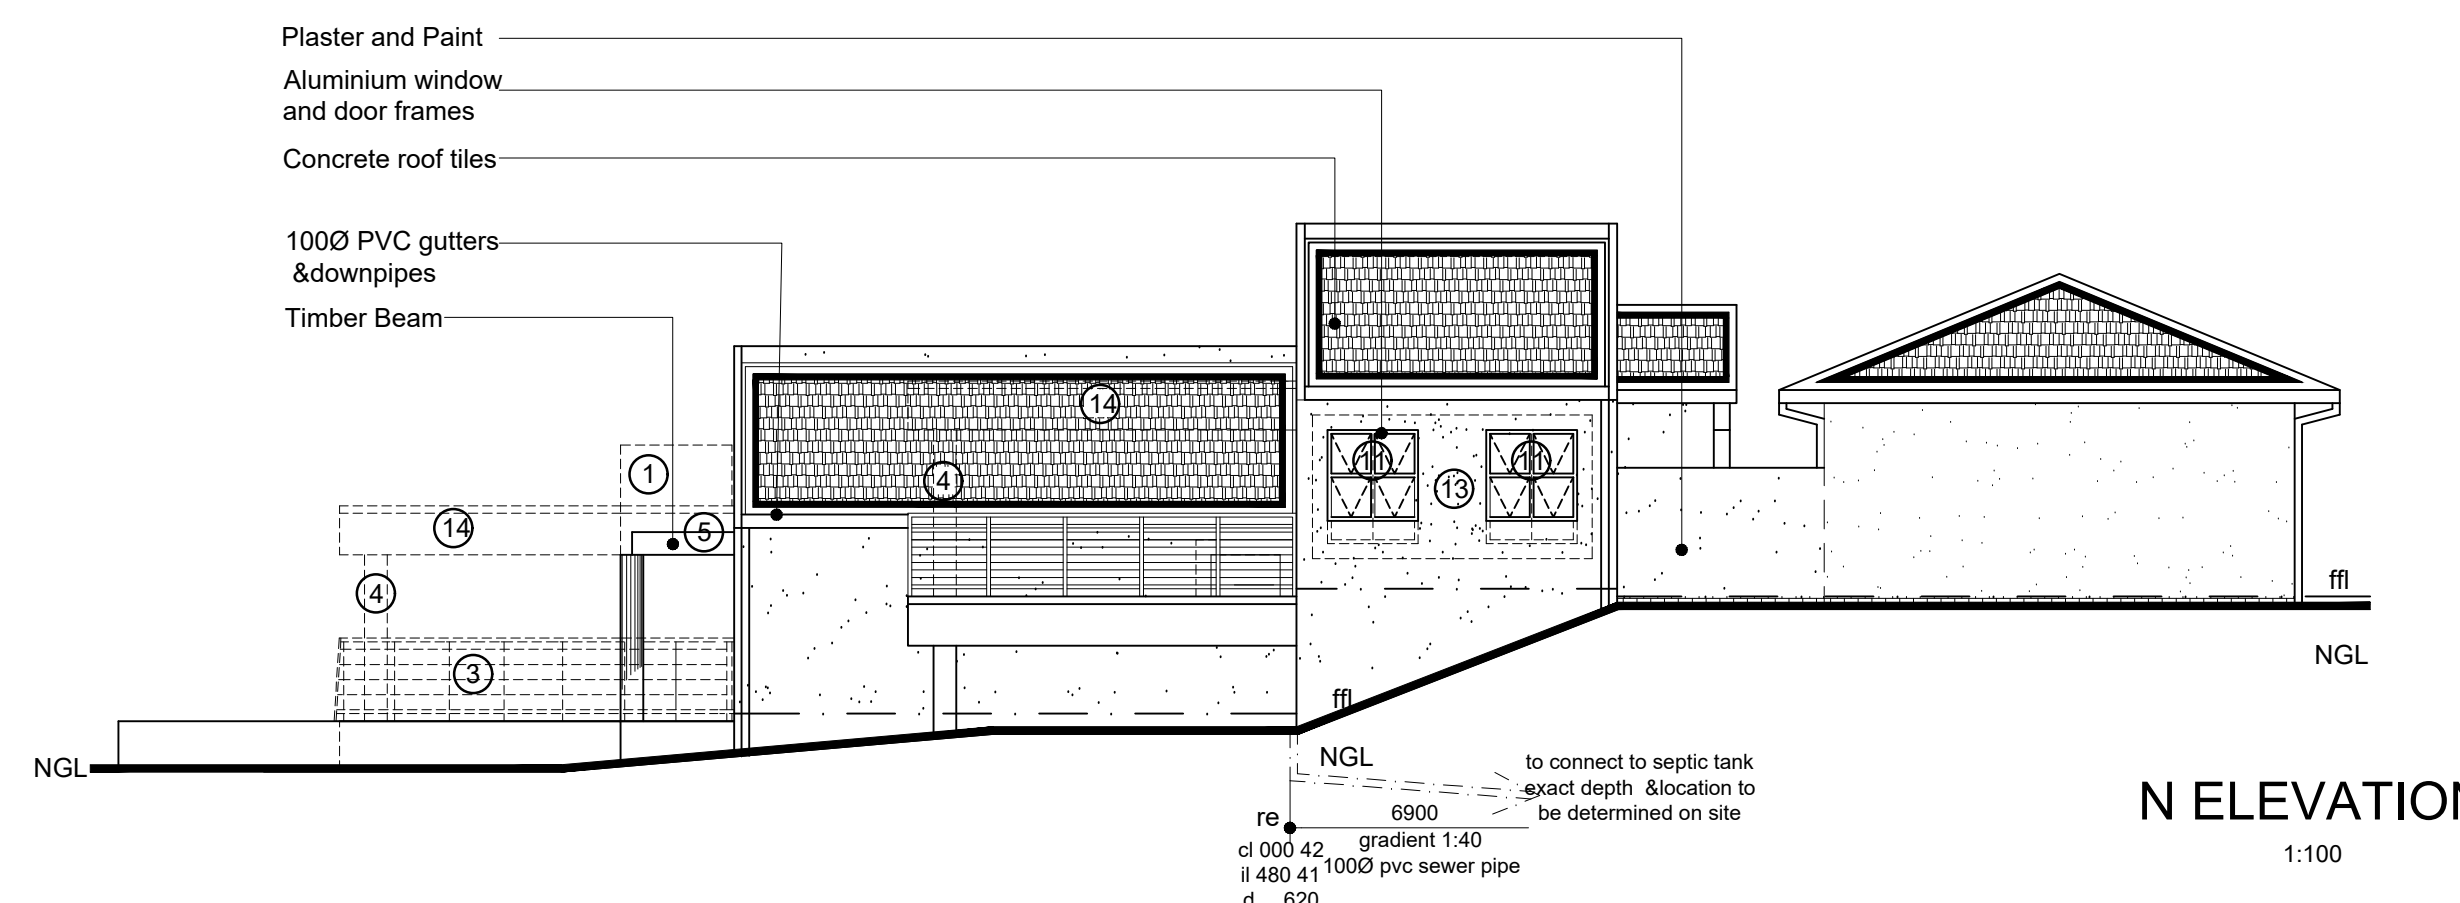 Plaster and Paint
Aluminium window
and door frames
Concrete roof tiles
100Ø PVC gutters
&downpipes
Timber Beam
14
1
4
11
11
13
14
5
4
3
ffl
NGL
ffl
NGL
NGL
to connect to septic tank
exact depth &location to
be determined on site
re
6900
gradient 1:40
100Ø pvc sewer pipe
cl 000 42
il 480 41
d 620
N ELEVATION
1:100